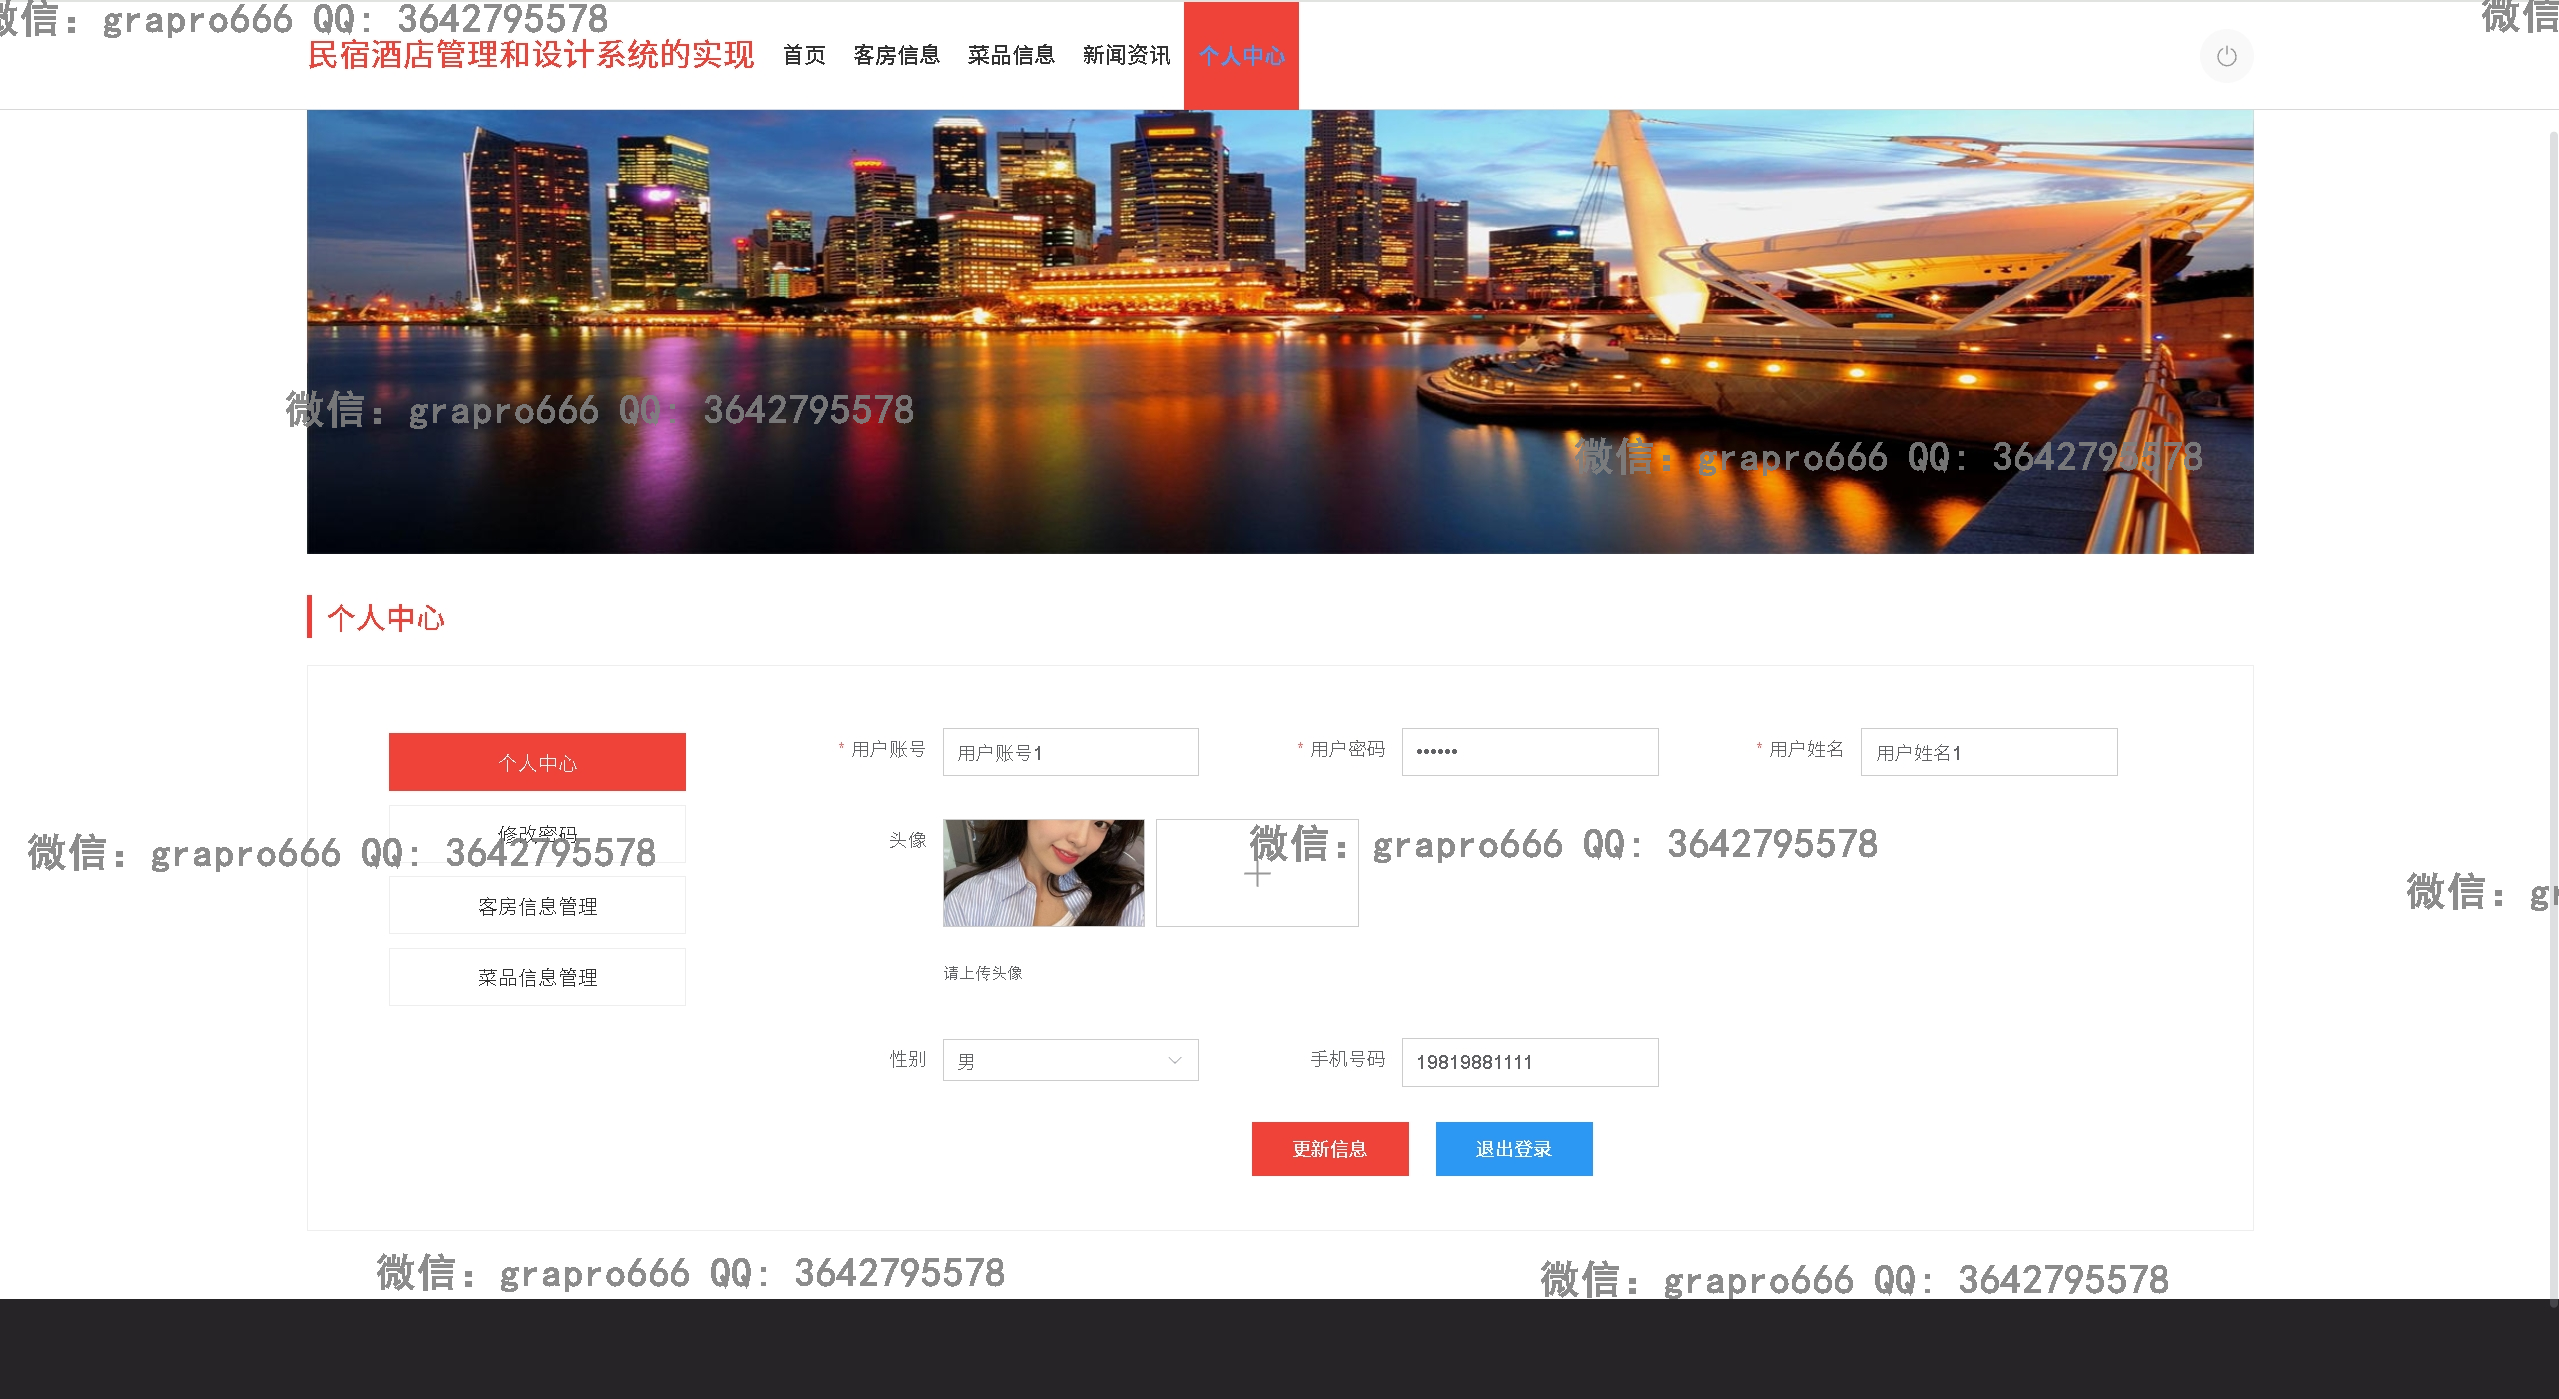 微信：grapro666 QQ: 3642795578
微信
民宿酒店管理和设计系统的实现 首页 客房信息 菜品信息 新闻资讯 个人中心
微信：grapro666 QQ: 3642795578
微信：grapro666 QQ: 3642795578
个人中心
个人中心
* 用户账号 用户账号1 * 用户密码 •••••• * 用户姓名 用户姓名1
修改密码
头像
微信：grapro666 QQ: 3642795578
微信：grapro666 QQ: 3642795578
微信：gr
客房信息管理
菜品信息管理
请上传头像
性别 男 手机号码 19819881111
更新信息 退出登录
微信：grapro666 QQ: 3642795578
微信：grapro666 QQ: 3642795578